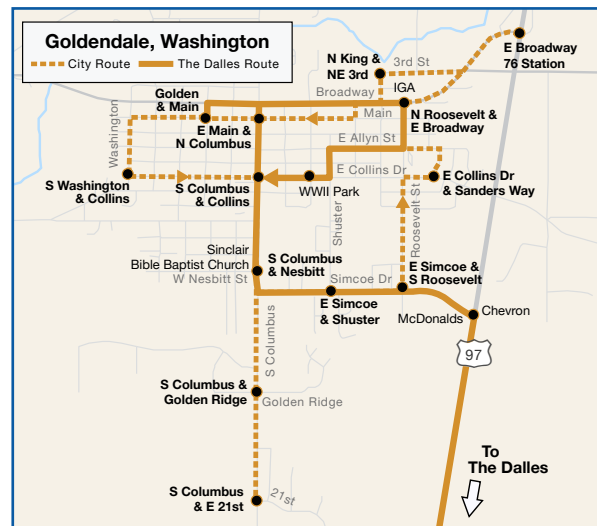 Goldendale, Washington
City Route
The Dalles Route
E Broadway
76 Station
N King &
NE 3rd
3rd St
IGA
Broadway
Golden
& Main
Main
N Roosevelt &
E Broadway
E Main &
N Columbus
E Allyn St
Washington
E Collins Dr
S Washington
& Collins
S Columbus
& Collins
WWII Park
E Collins Dr
& Sanders Way
Shuster
Roosevelt St
Sinclair
Bible Baptist Church
S Columbus
& Nesbitt
W Nesbitt St
Simcoe Dr
E Simcoe &
S Roosevelt
E Simcoe
& Shuster
McDonalds
Chevron
S Columbus
97
S Columbus &
Golden Ridge
Golden Ridge
To
The Dalles
S Columbus
& E 21st
21st